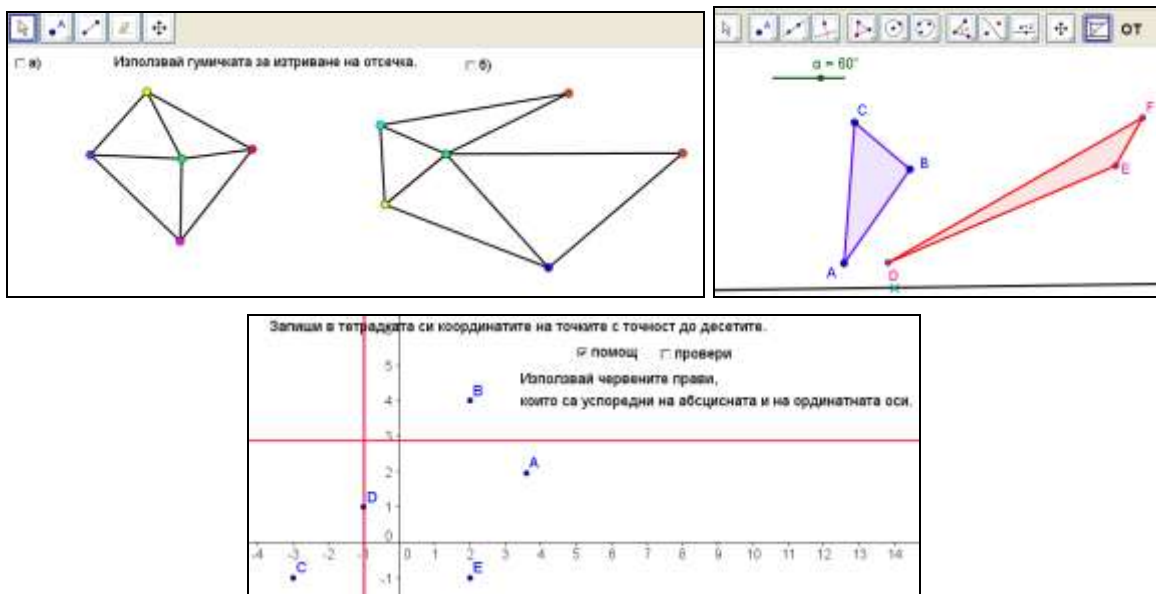 а) Използвай гумичката за изтриване на отсечка. б)
от
α = 60°
C
B
A
F
E
D
Запиши в тетрадката си координатите на точките с точност до десетите.
помощ провери
Използвай червените прави,
които са успоредни на абсцисната и на ординатната оси.
5
B
4
3
A
2
D
1
0
-4 -3 -2 -1 0 1 2 3 4 5 6 7 8 9 10 11 12 13 14
C
E
-1